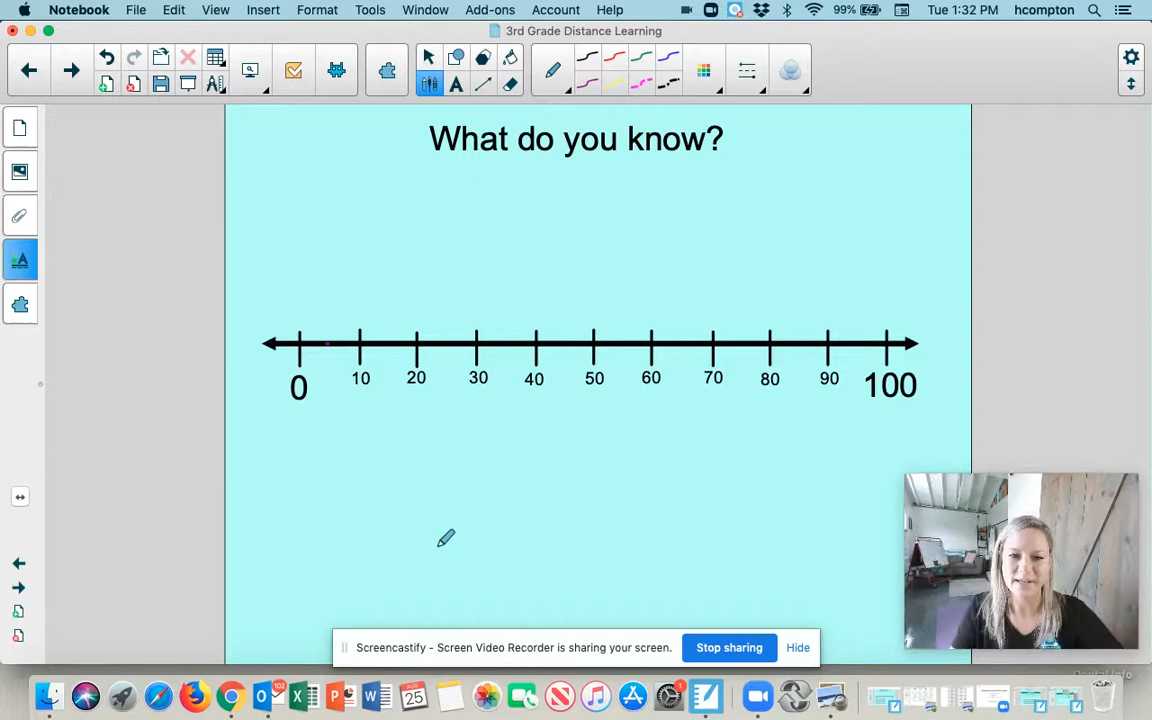 Notebook File Edit View Insert Format Tools Window Add-ons Account Help 99% Tue 1:32 PM hcompton
3rd Grade Distance Learning
What do you know?
0 10 20 30 40 50 60 70 80 90 100
Screencastify - Screen Video Recorder is sharing your screen. Stop sharing Hide